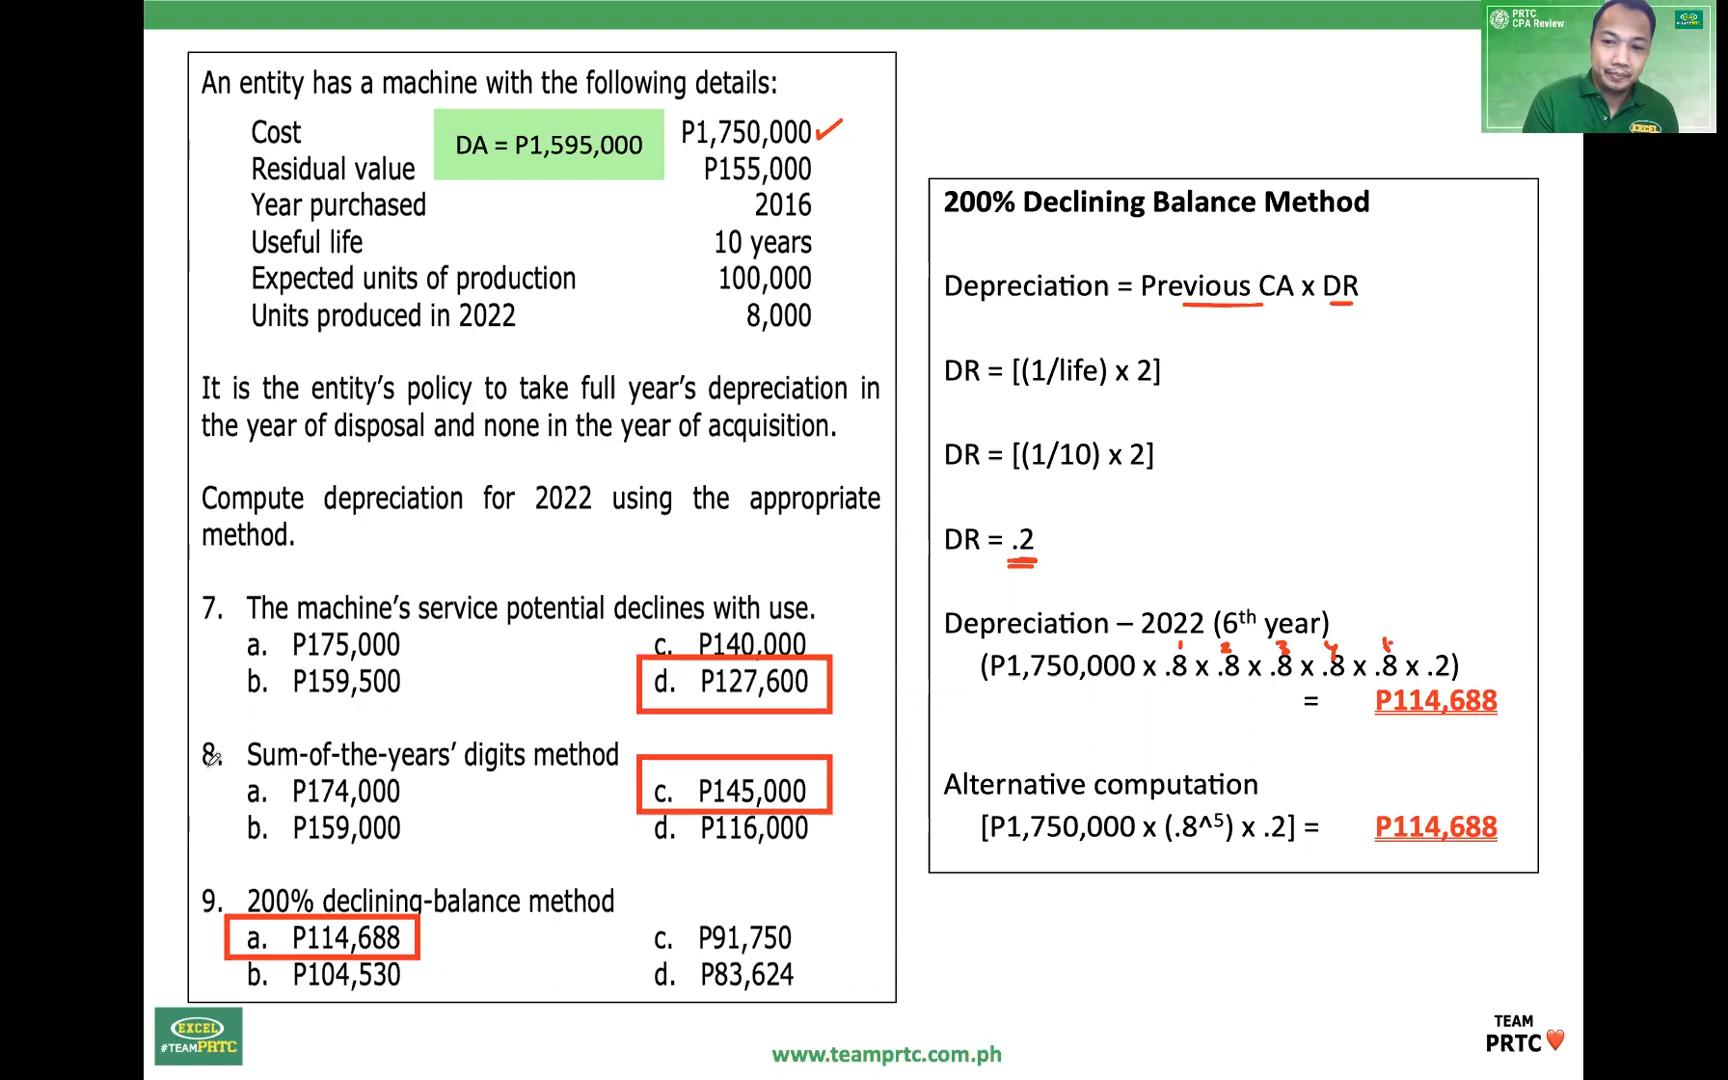 PRTC
CPA Review
An entity has a machine with the following details:
Cost P1,750,000
DA = P1,595,000
Residual value P155,000
Year purchased 2016
Useful life 10 years
Expected units of production 100,000
Units produced in 2022 8,000
It is the entity's policy to take full year's depreciation in
the year of disposal and none in the year of acquisition.
Compute depreciation for 2022 using the appropriate
method.
7. The machine's service potential declines with use.
a. P175,000 c. P140,000
b. P159,500 d. P127,600
8. Sum-of-the-years' digits method
a. P174,000 c. P145,000
b. P159,000 d. P116,000
9. 200% declining-balance method
a. P114,688 c. P91,750
b. P104,530 d. P83,624
200% Declining Balance Method
Depreciation = Previous CA x DR
DR = [(1/life) x 2]
DR = [(1/10) x 2]
DR = .2
Depreciation – 2022 (6th year)
1 2 3 4
(P1,750,000 x .8 x .8 x .8 x .8 x .8 x .2)
= P114,688
Alternative computation
[P1,750,000 x (.8^5) x .2] = P114,688
EXCEL
#TEAMPRTC
www.teamprtc.com.ph
TEAM
PRTC